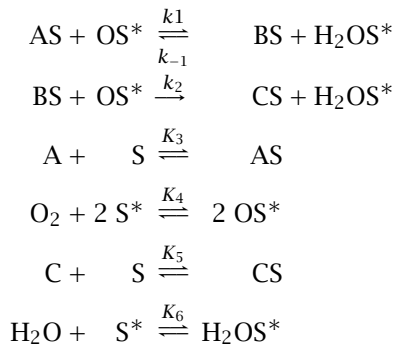 AS + OS* k1 ⇌ k₋₁ BS + H₂OS*
BS + OS* k₂ → CS + H₂OS*
A + S K₃ ⇌ AS
O₂ + 2 S* K₄ ⇌ 2 OS*
C + S K₅ ⇌ CS
H₂O + S* K₆ ⇌ H₂OS*